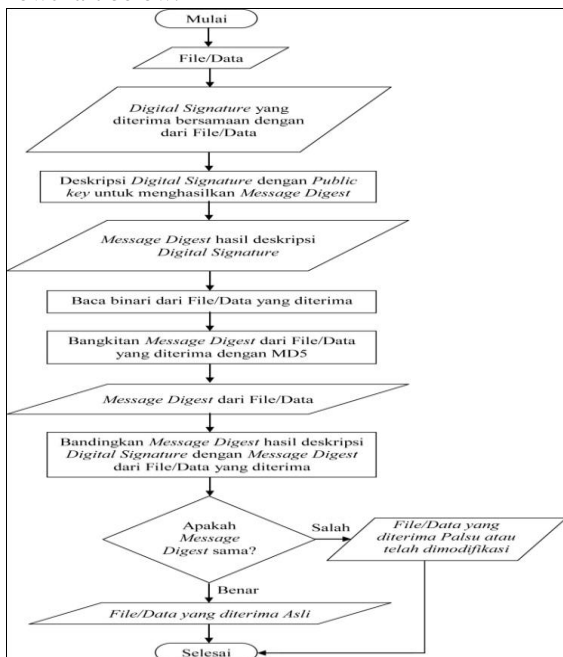 Mulai
File/Data
Digital Signature yang
diterima bersamaan dengan
dari File/Data
Deskripsi Digital Signature dengan Public
key untuk menghasilkan Message Digest
Message Digest hasil deskripsi
Digital Signature
Baca binari dari File/Data yang diterima
Bangkitan Message Digest dari File/Data
yang diterima dengan MD5
Message Digest dari File/Data
Bandingkan Message Digest hasil deskripsi
Digital Signature dengan Message Digest
dari File/Data yang diterima
Apakah
Message
Digest sama?
Salah
File/Data yang
diterima Palsu atau
telah dimodifikasi
Benar
File/Data yang diterima Asli
Selesai